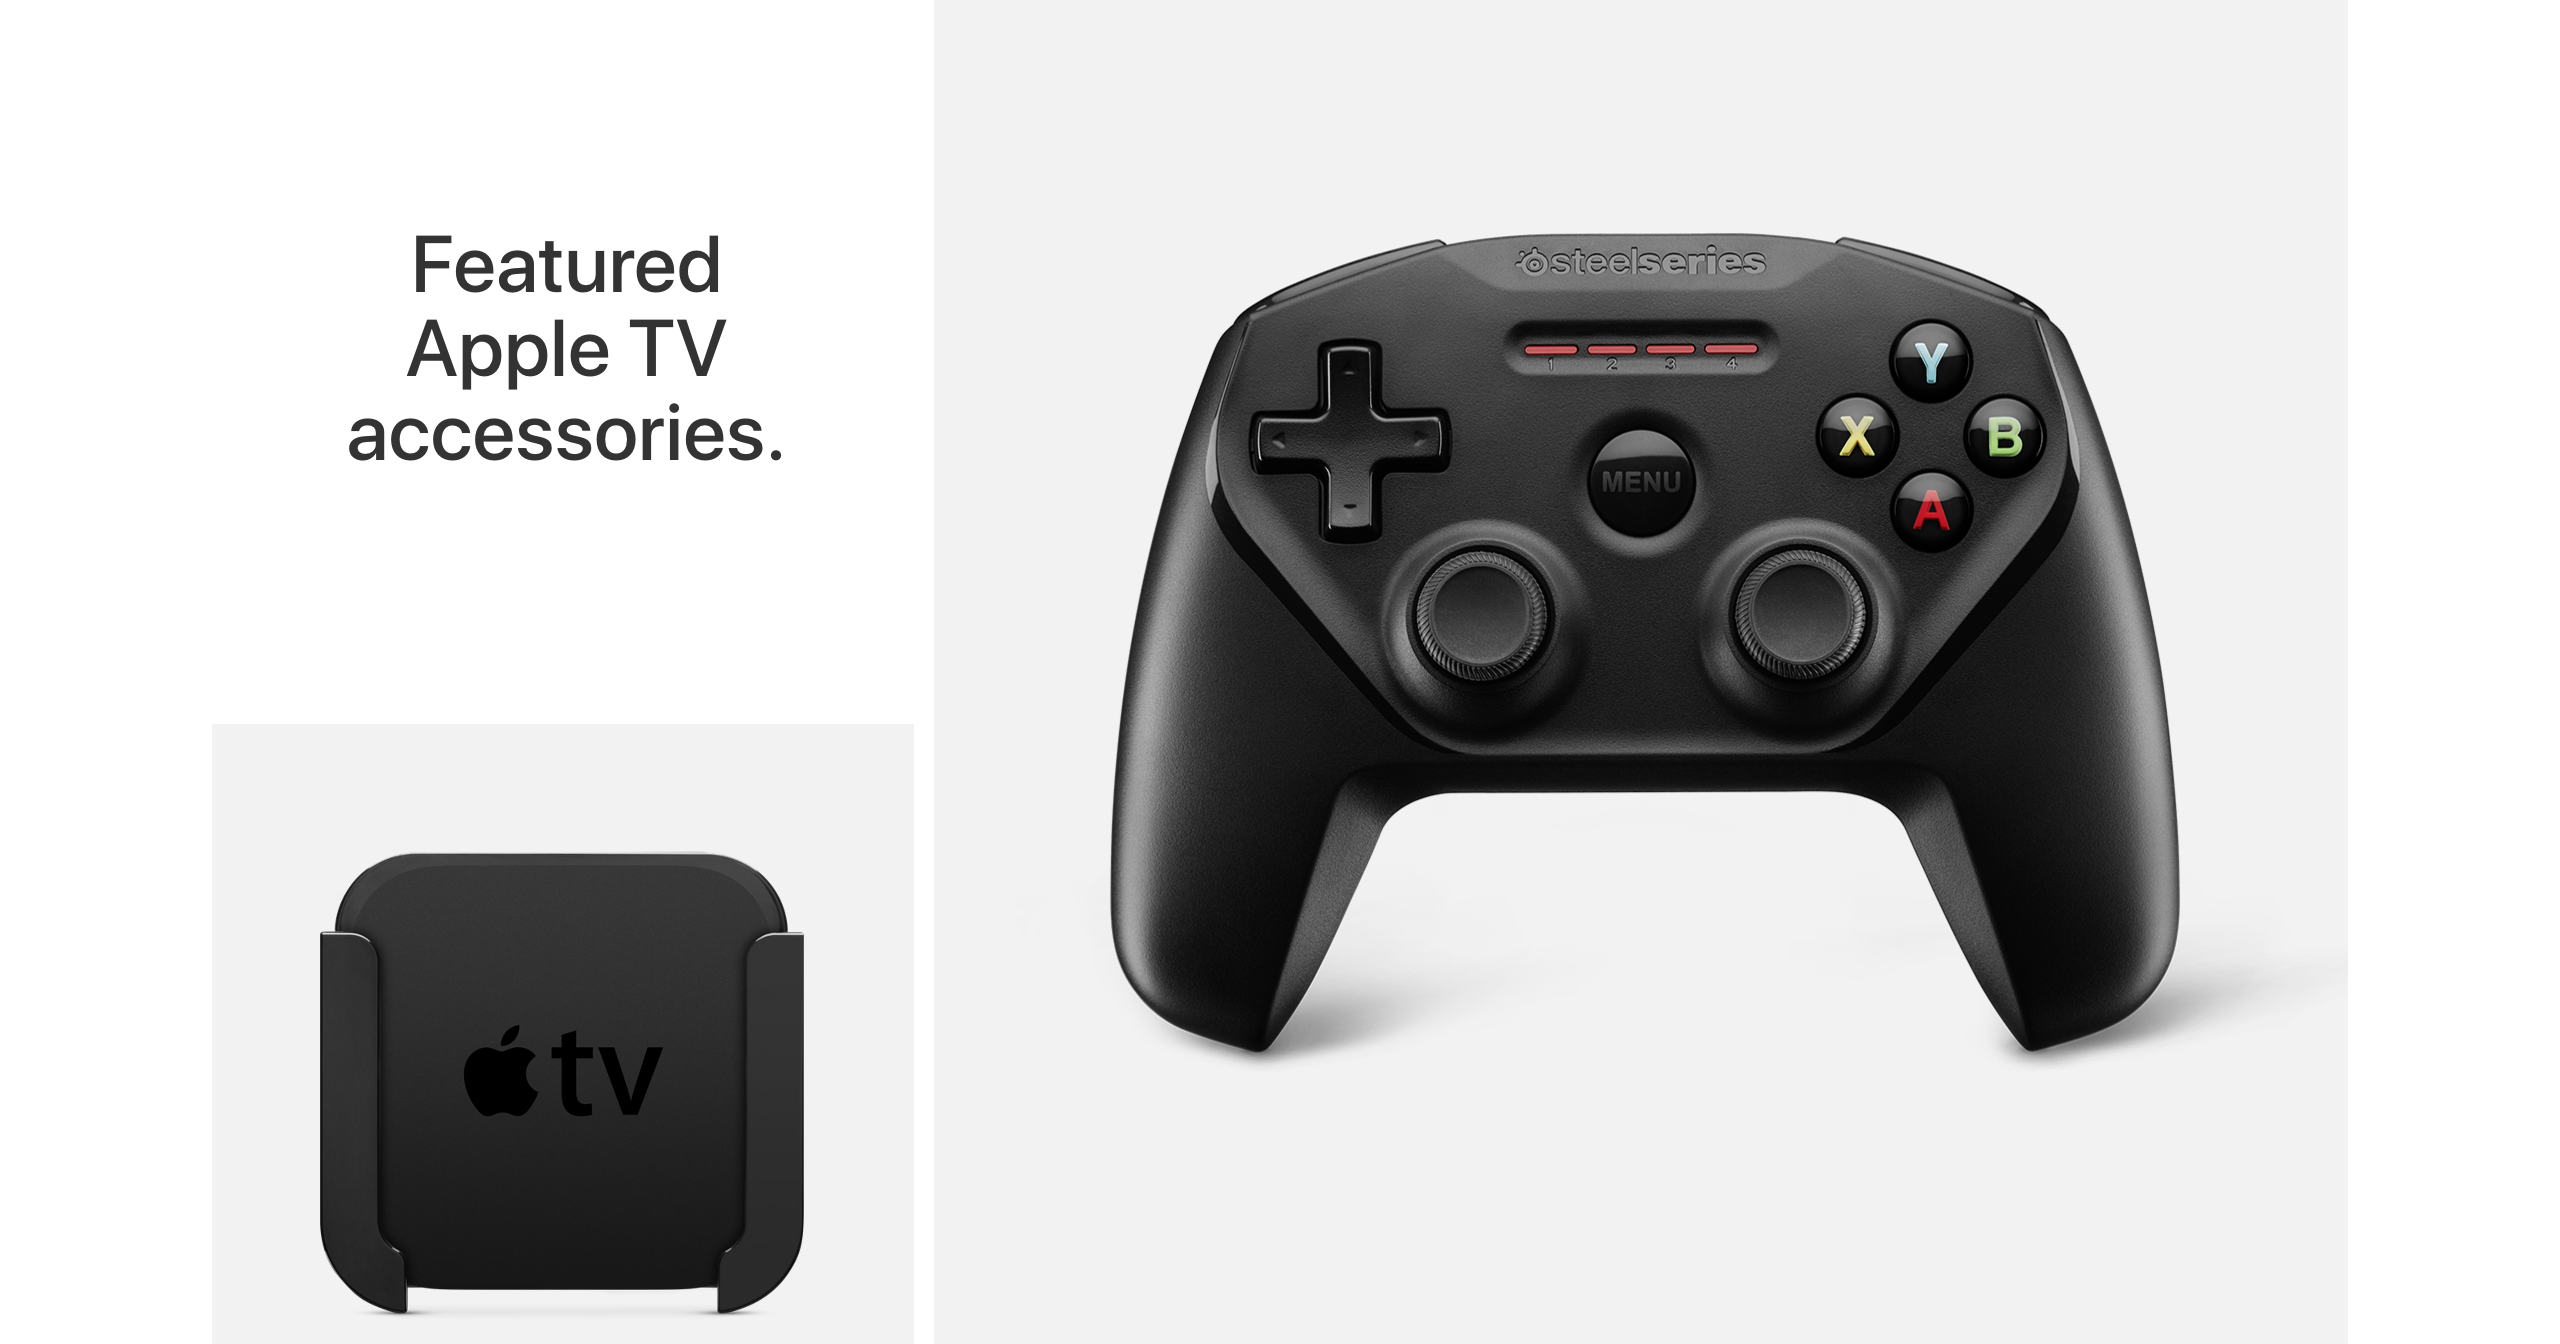 Featured
Apple TV
accessories.
steelseries
1 2 3 4
MENU
Y
X
B
A
tv